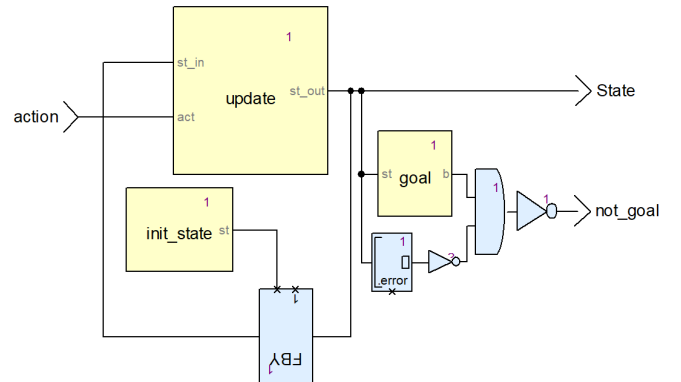 1
st_in
update
st_out
State
action
act
1
st
goal
b
1
1
not_goal
1
init_state
st
1
.error
2
1
FBY
1